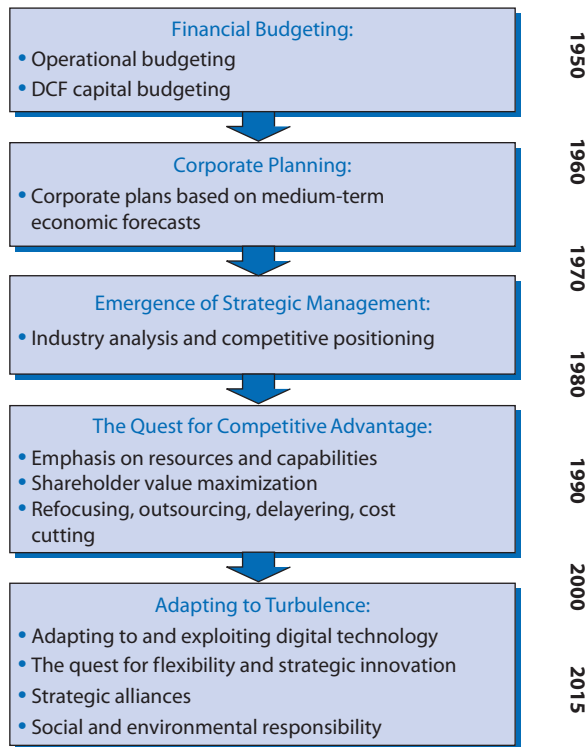 Financial Budgeting:
• Operational budgeting
• DCF capital budgeting
1950
Corporate Planning:
• Corporate plans based on medium-term
economic forecasts
1960
1970
Emergence of Strategic Management:
• Industry analysis and competitive positioning
1980
The Quest for Competitive Advantage:
• Emphasis on resources and capabilities
• Shareholder value maximization
• Refocusing, outsourcing, delayering, cost
cutting
1990
2000
Adapting to Turbulence:
• Adapting to and exploiting digital technology
• The quest for flexibility and strategic innovation
• Strategic alliances
• Social and environmental responsibility
2015